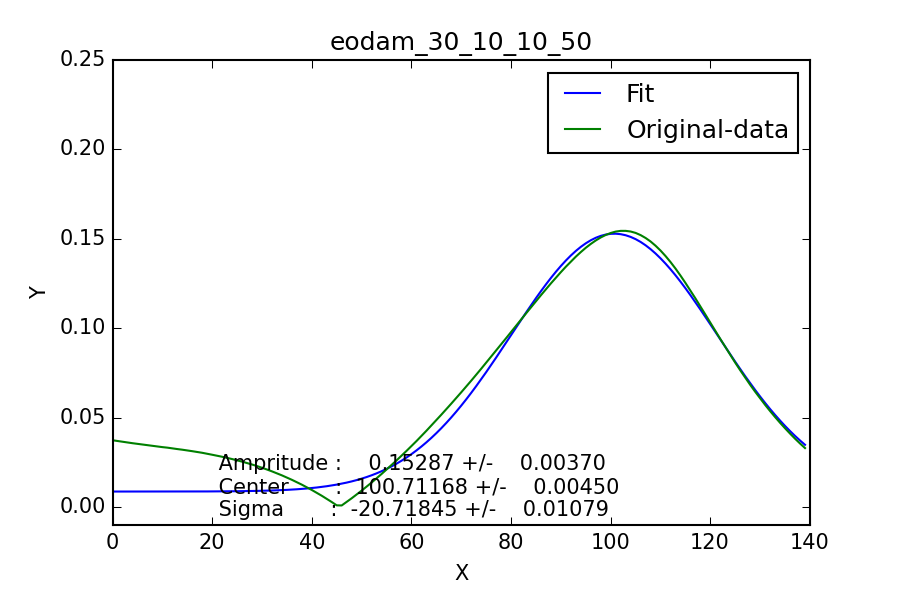 eodam_30_10_10_50
0.25
0.20
0.15
0.10
0.05
0.00
Y
Fit
Original-data
Ampritude : 0.15287 +/- 0.00370
Center : 100.71168 +/- 0.00450
Sigma : -20.71845 +/- 0.01079
0 20 40 60 80 100 120 140
X